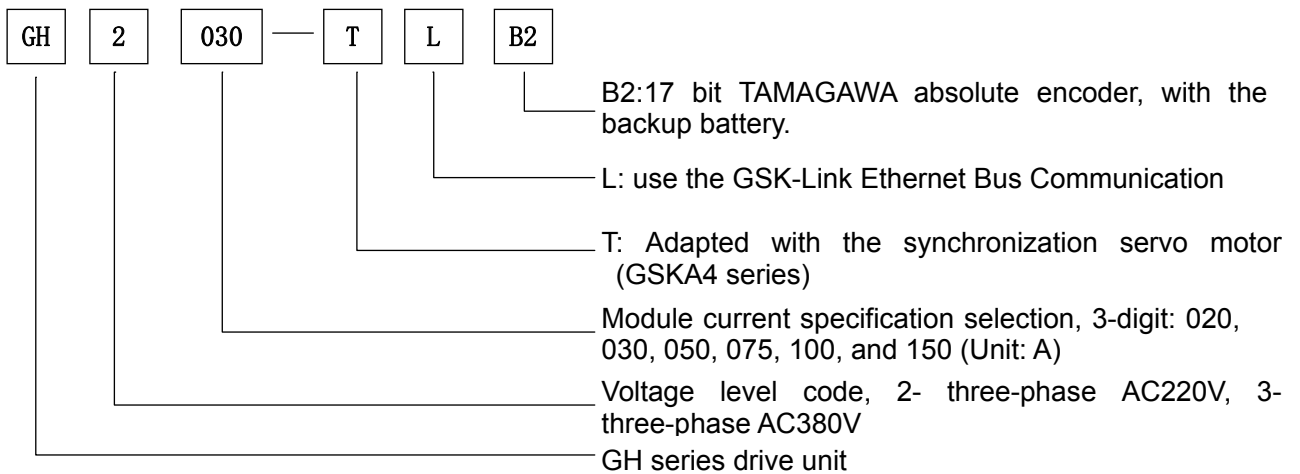 GH 2 030 — T L B2
B2:17 bit TAMAGAWA absolute encoder, with the
backup battery.
L: use the GSK-Link Ethernet Bus Communication
T: Adapted with the synchronization servo motor
(GSKA4 series)
Module current specification selection, 3-digit: 020,
030, 050, 075, 100, and 150 (Unit: A)
Voltage level code, 2- three-phase AC220V, 3-
three-phase AC380V
GH series drive unit